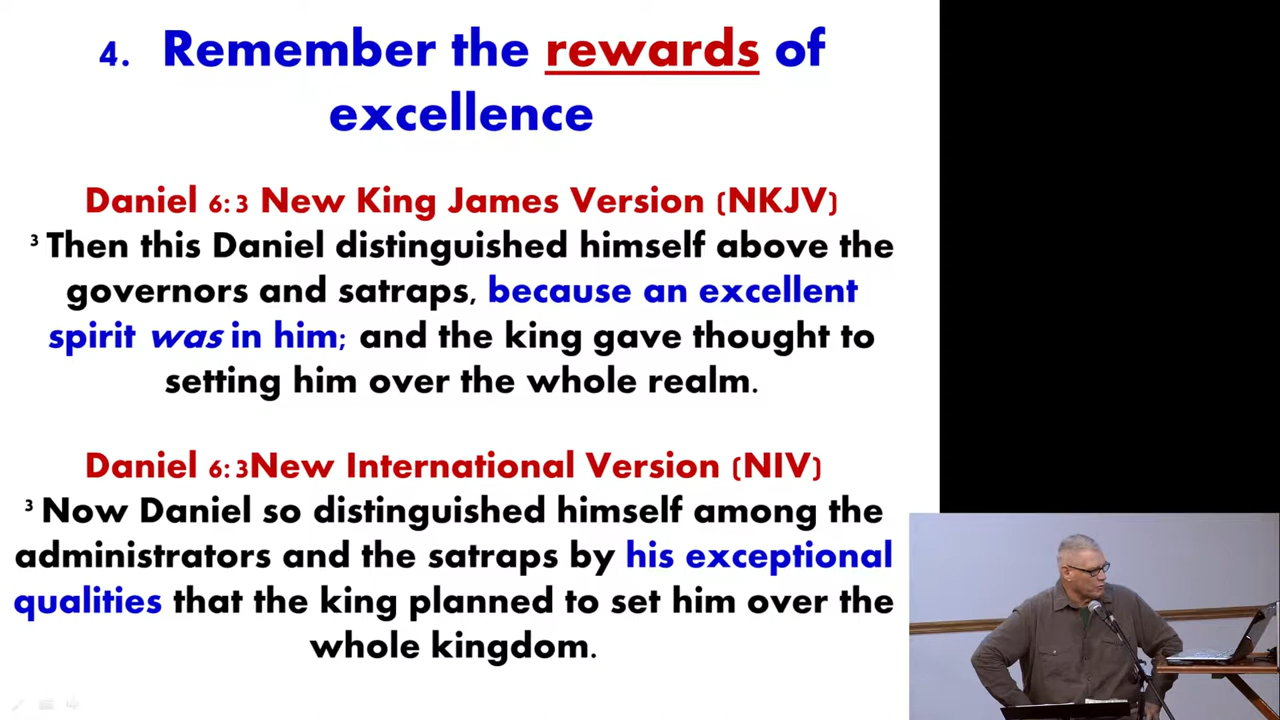 4. Remember the rewards of
excellence
Daniel 6:3 New King James Version (NKJV)
3 Then this Daniel distinguished himself above the
governors and satraps, because an excellent
spirit was in him; and the king gave thought to
setting him over the whole realm.
Daniel 6:3New International Version (NIV)
3 Now Daniel so distinguished himself among the
administrators and the satraps by his exceptional
qualities that the king planned to set him over the
whole kingdom.